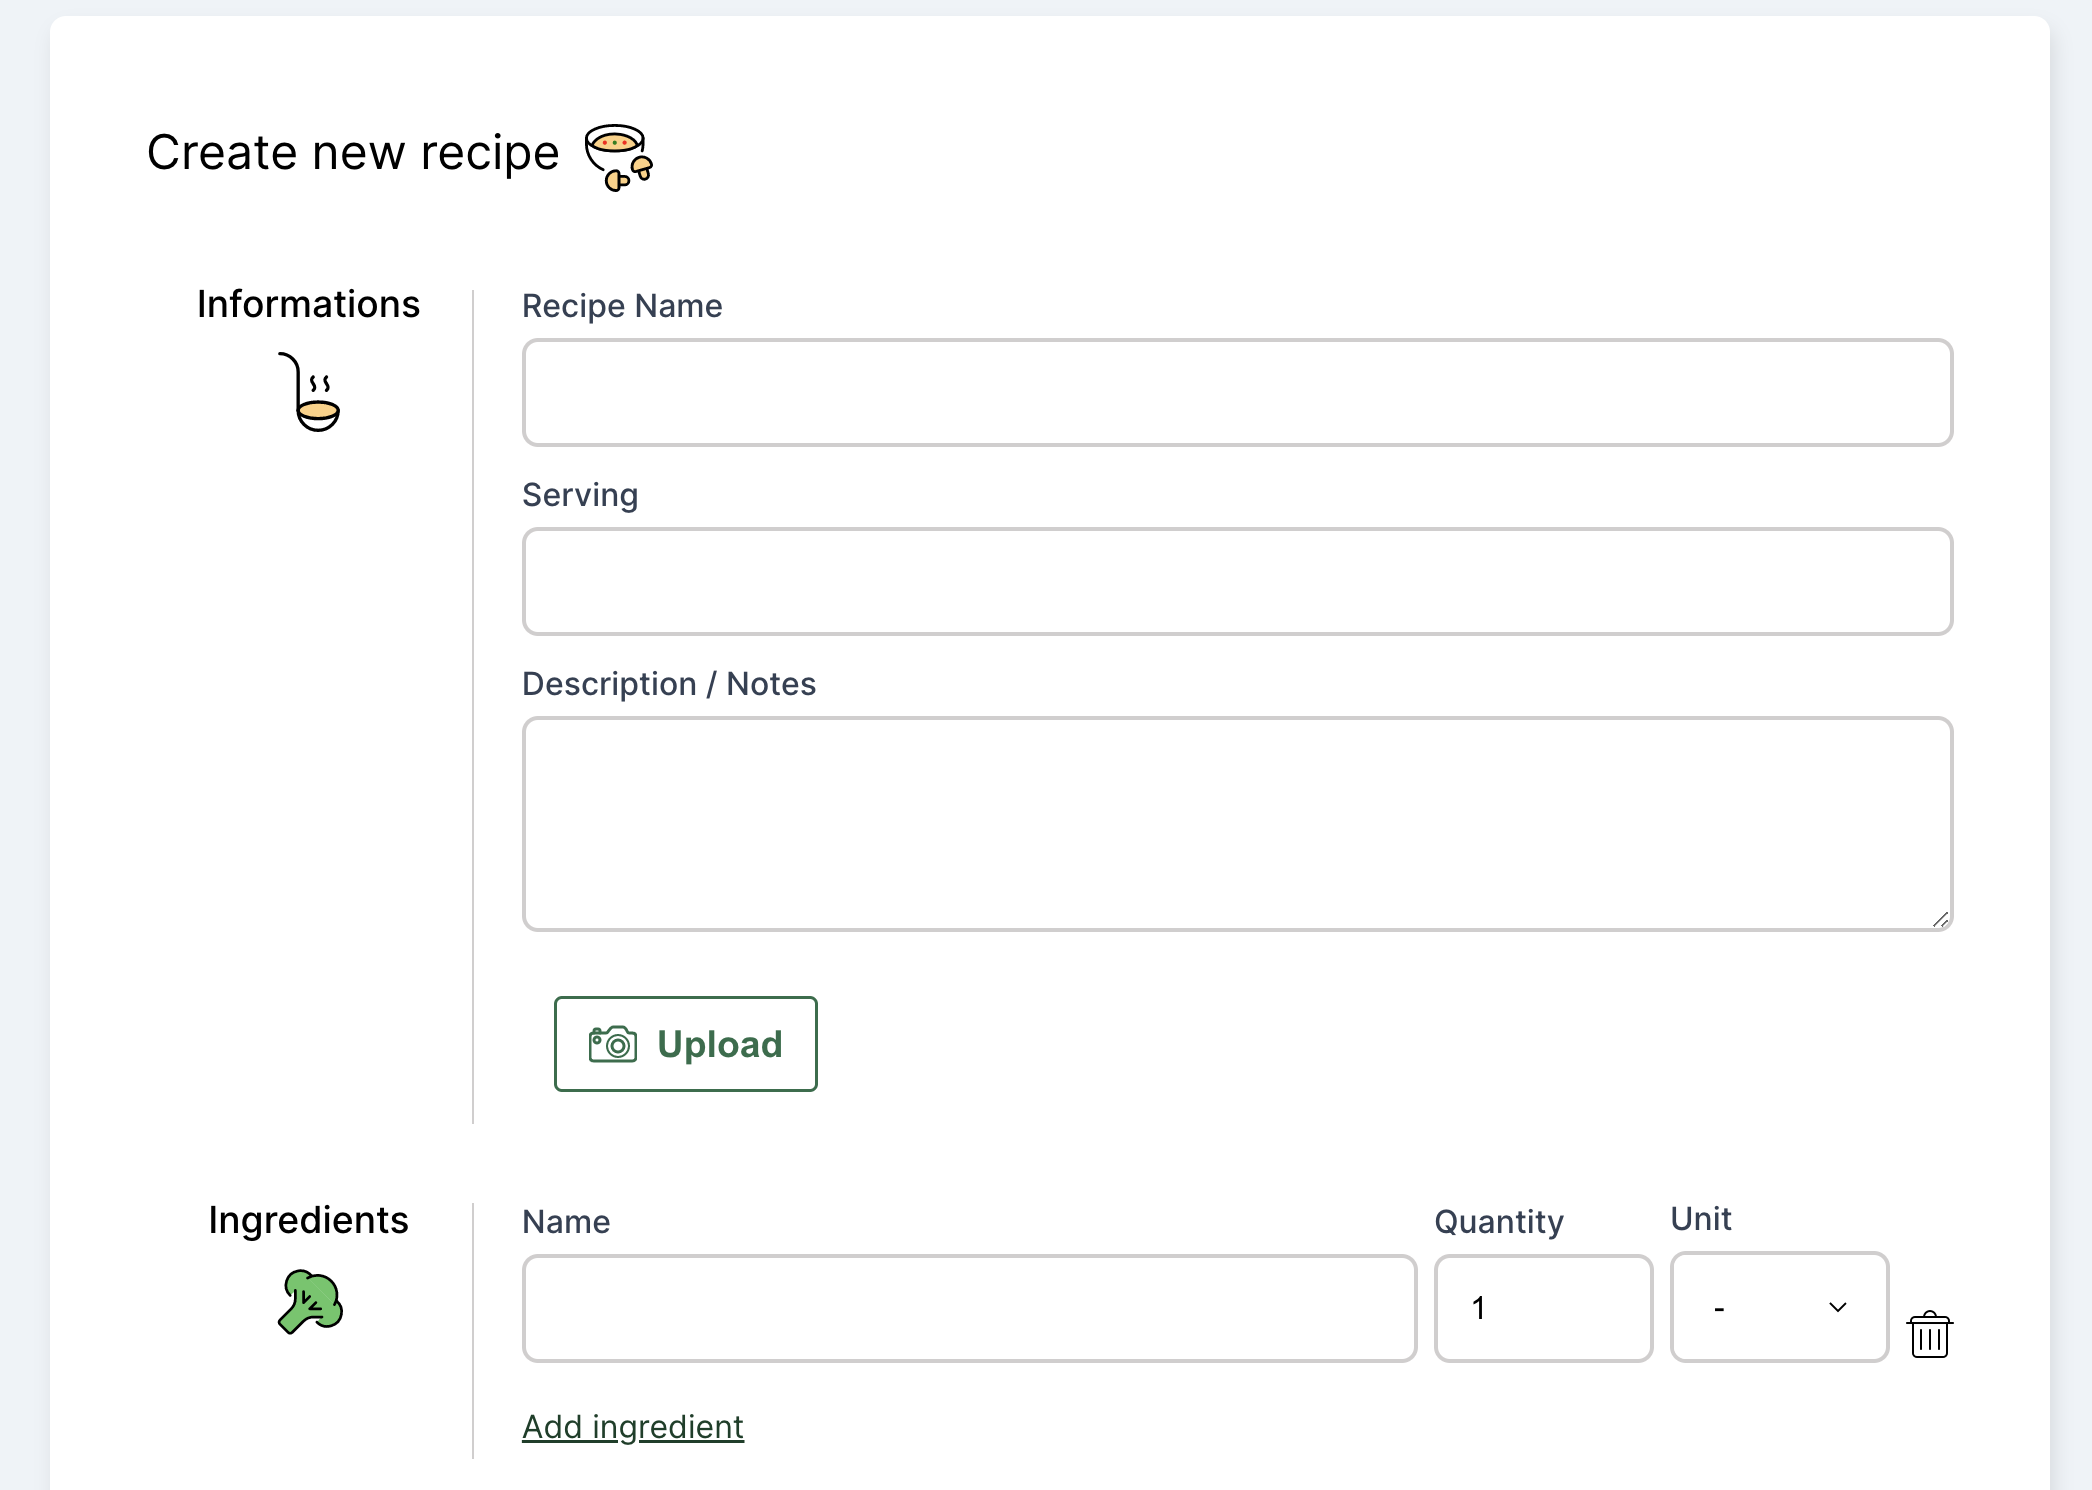 Create new recipe
Informations
Recipe Name
Serving
Description / Notes
Upload
Ingredients
Name Quantity Unit
1 -
Add ingredient